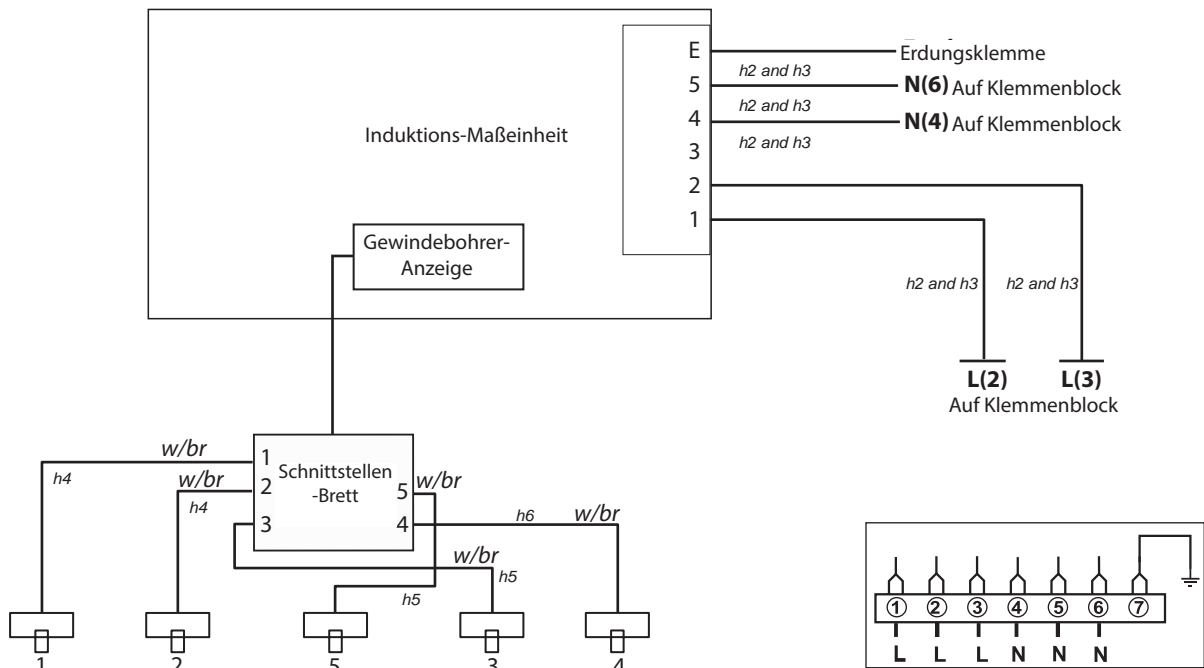 E
Erdungsklemme
h2 and h3
5
N(6) Auf Klemmenblock
h2 and h3
4
N(4) Auf Klemmenblock
h2 and h3
3
2
1
Induktions-Maßeinheit
Gewindebohrer-
Anzeige
h2 and h3
h2 and h3
L(2)
L(3)
Auf Klemmenblock
w/br
1
h4
w/br
2
h4
Schnittstellen
-Brett
5
w/br
3
4
h6
w/br
w/br
h5
h5
1
2
5
3
4
1 2 3 4 5 6 7
L L L N N N